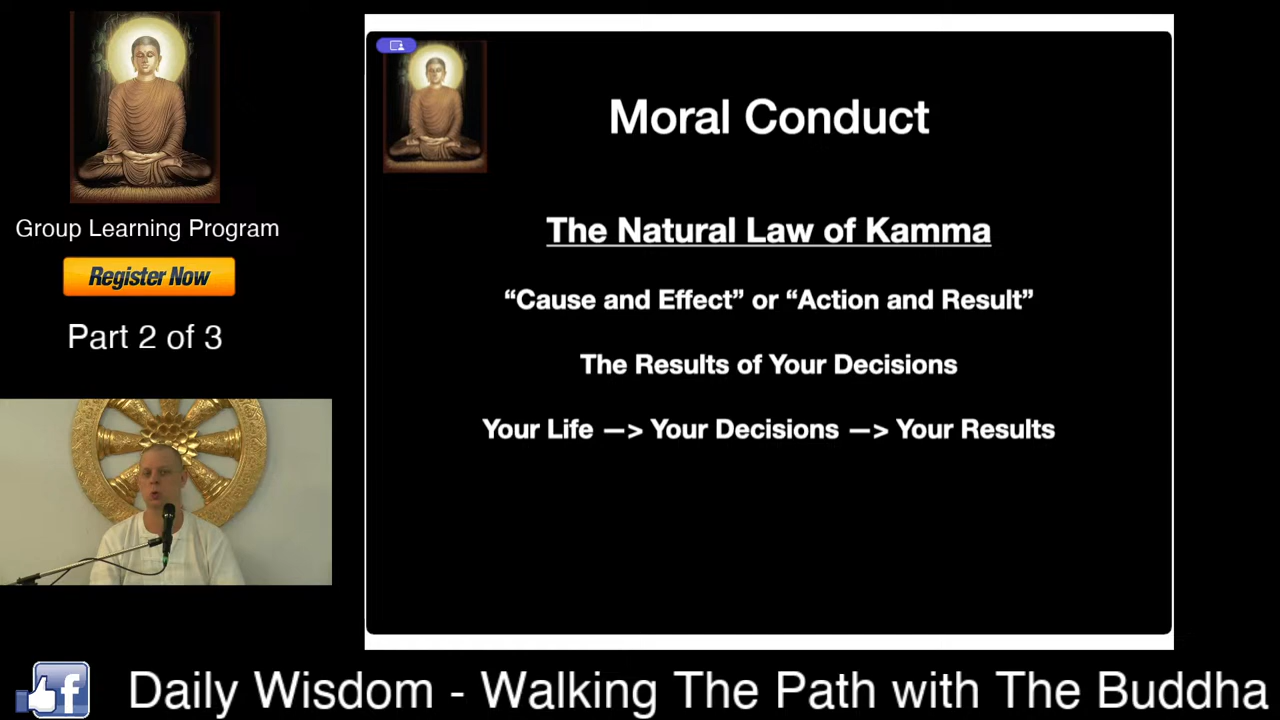 Group Learning Program
Register Now
Part 2 of 3
Moral Conduct
The Natural Law of Kamma
“Cause and Effect” or “Action and Result”
The Results of Your Decisions
Your Life —> Your Decisions —> Your Results
f Daily Wisdom - Walking The Path with The Buddha